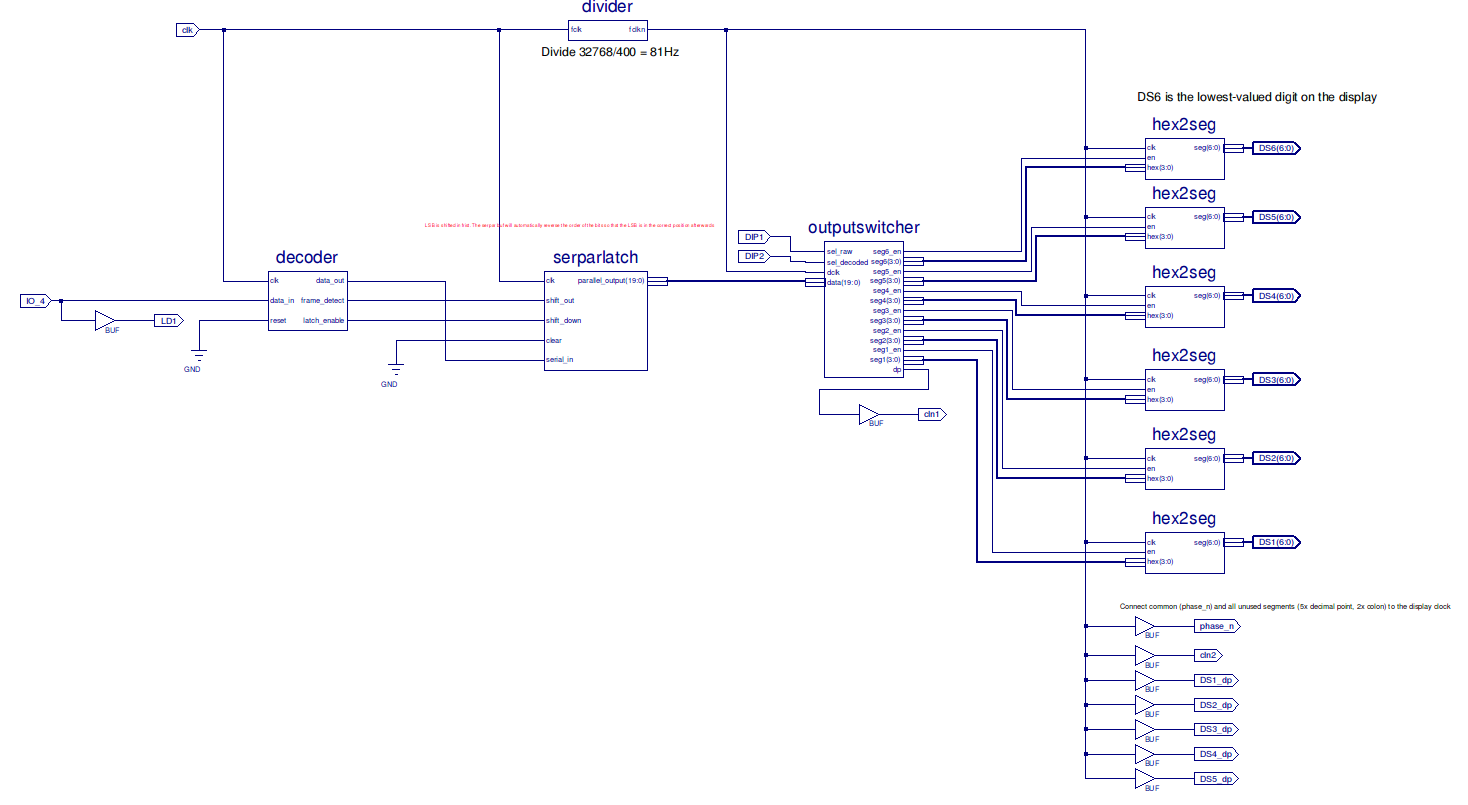 divider
clk
fclk
fclkn
Divide 32768/400 = 81Hz
DS6 is the lowest-valued digit on the display
hex2seg
clk
en
hex(3:0)
seg(6:0)
DS6(6:0)
hex2seg
clk
en
hex(3:0)
seg(6:0)
DS5(6:0)
hex2seg
clk
en
hex(3:0)
seg(6:0)
DS4(6:0)
hex2seg
clk
en
hex(3:0)
seg(6:0)
DS3(6:0)
hex2seg
clk
en
hex(3:0)
seg(6:0)
DS2(6:0)
hex2seg
clk
en
hex(3:0)
seg(6:0)
DS1(6:0)
LSB is shifted in first. The serpar
will automatically reverse the order of the bits so that the LSB is in the correct position afterwards
decoder
clk
data_in
reset
data_out
frame_detect
latch_enable
IO_4
BUF
LD1
GND
serparlatch
clk
shift_out
shift_down
clear
serial_in
parallel_output(19:0)
GND
outputswitcher
DIP1
DIP2
sel_raw
sel_decoded
dclk
data(19:0)
seg6_en
seg6(3:0)
seg5_en
seg5(3:0)
seg4_en
seg4(3:0)
seg3_en
seg3(3:0)
seg2_en
seg2(3:0)
seg1_en
seg1(3:0)
dp
BUF
cln1
Connect common (phase_n) and all unused segments (5x decimal point, 2x colon) to the display clock
BUF
phase_n
BUF
cln2
BUF
DS1_dp
BUF
DS2_dp
BUF
DS3_dp
BUF
DS4_dp
BUF
DS5_dp